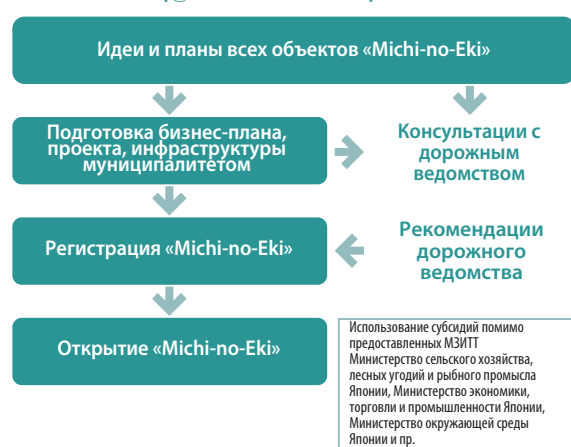 Идеи и планы всех объектов «Michi-no-Eki»
Подготовка бизнес-плана,
проекта, инфраструктуры
муниципалитетом
Консультации с
дорожным
ведомством
Регистрация «Michi-no-Eki»
Рекомендации
дорожного
ведомства
Открытие «Michi-no-Eki»
Использование субсидий помимо
предоставленных МЗИТТ
Министерство сельского хозяйства,
лесных угодий и рыбного промысла
Японии, Министерство экономики,
торговли и промышленности Японии,
Министерство окружающей среды
Японии и пр.